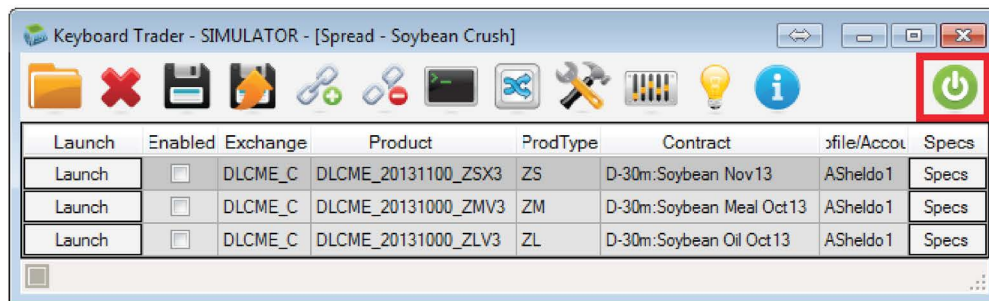 Keyboard Trader - SIMULATOR - [Spread - Soybean Crush]
Launch Enabled Exchange Product ProdType Contract ofile/Accou Specs
Launch DLCME_C DLCME_20131100_ZSX3 ZS D-30m:Soybean Nov13 ASheldo1 Specs
Launch DLCME_C DLCME_20131000_ZMV3 ZM D-30m:Soybean Meal Oct13 ASheldo1 Specs
Launch DLCME_C DLCME_20131000_ZLV3 ZL D-30m:Soybean Oil Oct13 ASheldo1 Specs